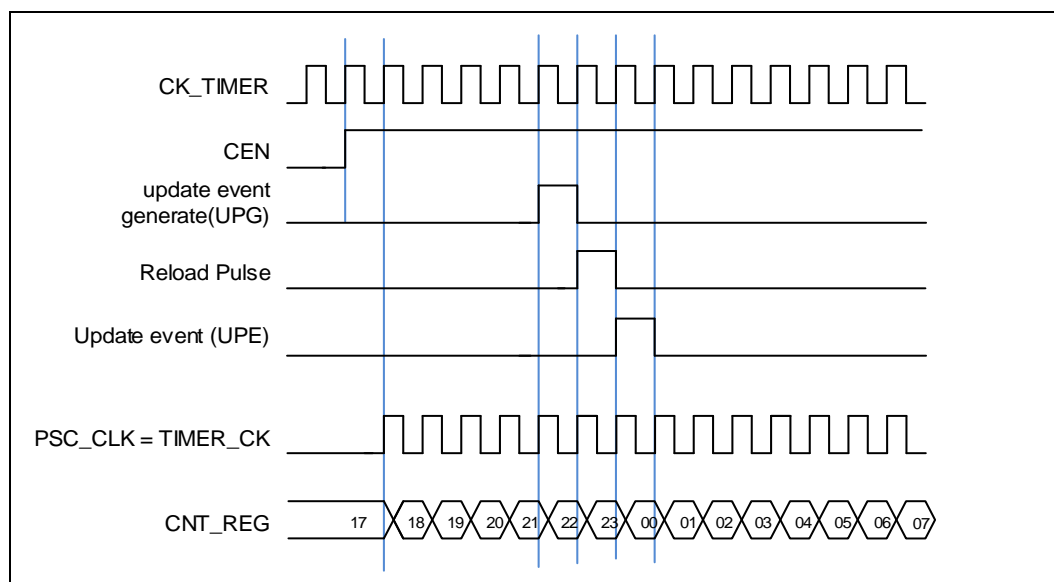 CK_TIMER
CEN
update event
generate(UPG)
Reload Pulse
Update event (UPE)
PSC_CLK = TIMER_CK
CNT_REG 17 18 19 20 21 22 23 00 01 02 03 04 05 06 07